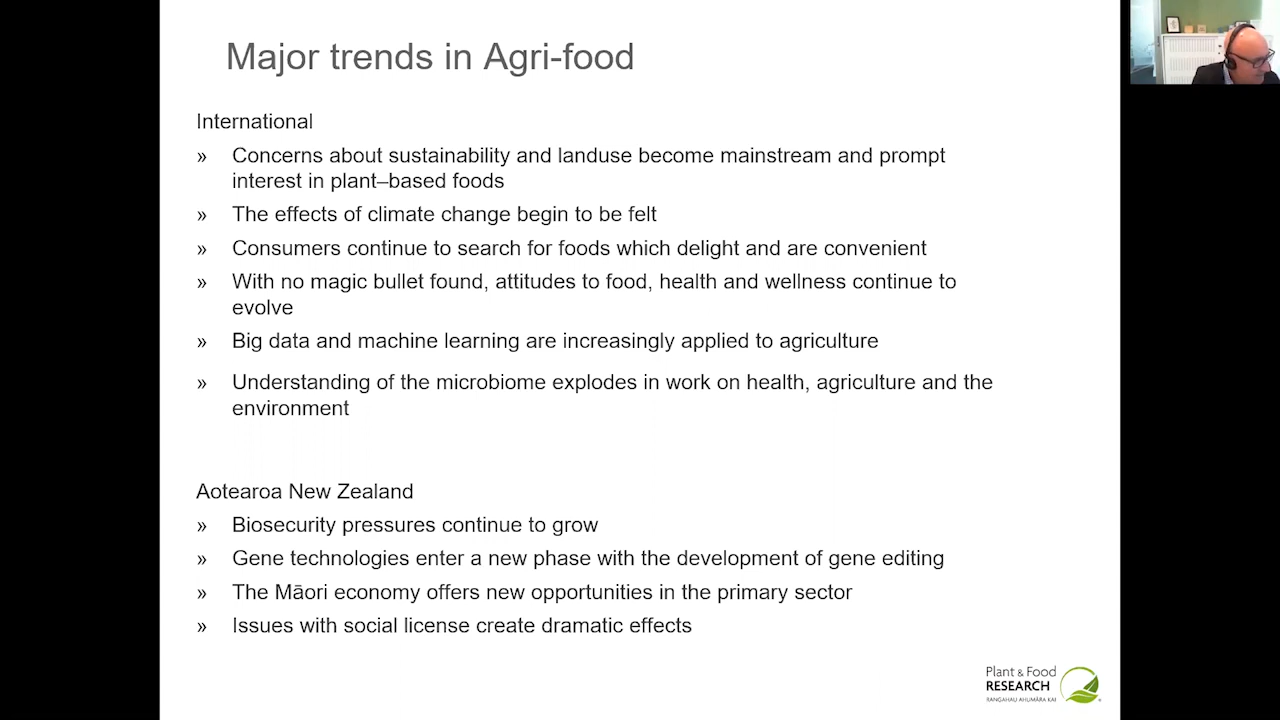 Major trends in Agri-food
International
» Concerns about sustainability and landuse become mainstream and prompt
interest in plant–based foods
» The effects of climate change begin to be felt
» Consumers continue to search for foods which delight and are convenient
» With no magic bullet found, attitudes to food, health and wellness continue to
evolve
» Big data and machine learning are increasingly applied to agriculture
» Understanding of the microbiome explodes in work on health, agriculture and the
environment
Aotearoa New Zealand
» Biosecurity pressures continue to grow
» Gene technologies enter a new phase with the development of gene editing
» The Māori economy offers new opportunities in the primary sector
» Issues with social license create dramatic effects
Plant & Food
RESEARCH
RANGAHAU AHUMĀRA KAI